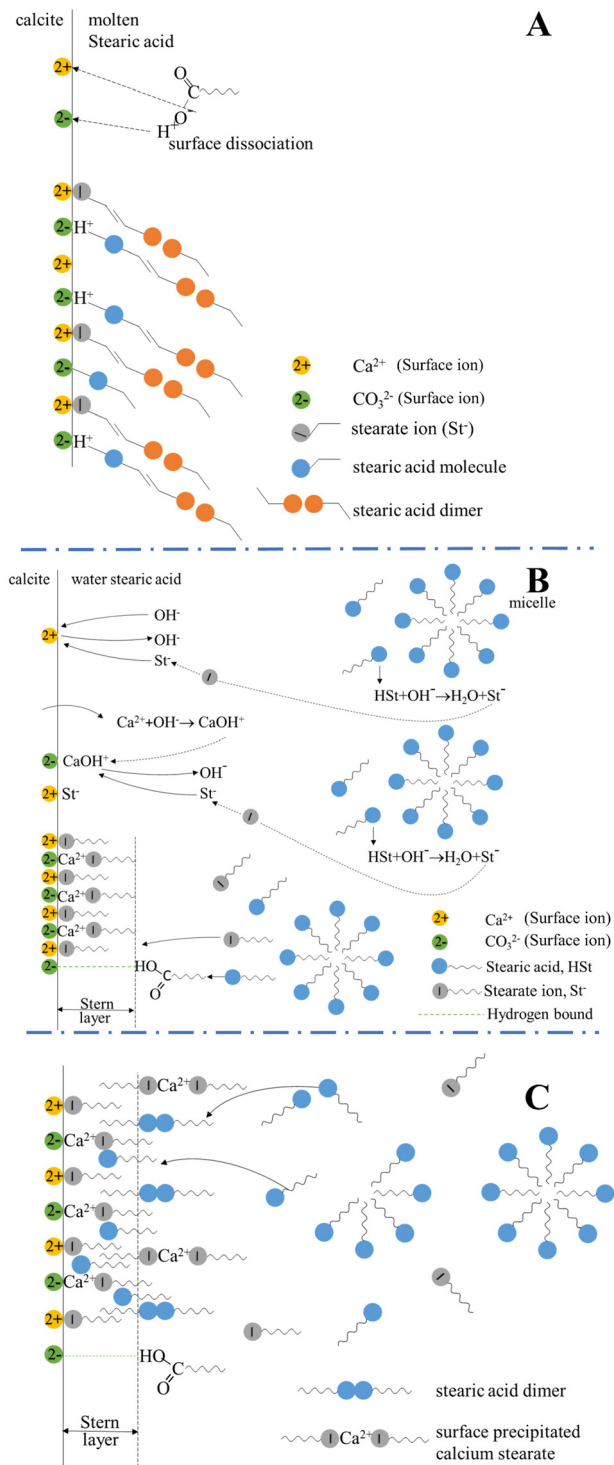 calcite
molten
Stearic acid
A
2+
O
C
2-
O
H+
surface dissociation
2+ I
2- H+
2+
2- H+
2+ I
2-
2+ I
2- H+
2+ Ca2+ (Surface ion)
2- CO32- (Surface ion)
stearate ion (St-)
stearic acid molecule
stearic acid dimer
calcite
water stearic acid
B
micelle
OH-
2+
OH-
St-
HSt+OH-→H2O+St-
Ca2++OH-→ CaOH+
2- CaOH+
OH-
2+ St-
St-
HSt+OH-→H2O+St-
2+ I
2- Ca2+ I
2+ I
2- Ca2+ I
2+ I
2- Ca2+ I
2+ I
2-
HO
C
O
I
Stern
layer
2+ Ca2+ (Surface ion)
2- CO32- (Surface ion)
Stearic acid, HSt
I Stearate ion, St-
Hydrogen bound
C
I Ca2+ I
2+ I
2- Ca2+ I
2+ I
2- Ca2+ I
2+ I
I Ca2+ I
2- Ca2+ I
2+ I
I
2-
HO
C
O
Stern
layer
stearic acid dimer
I Ca2+ I
surface precipitated
calcium stearate